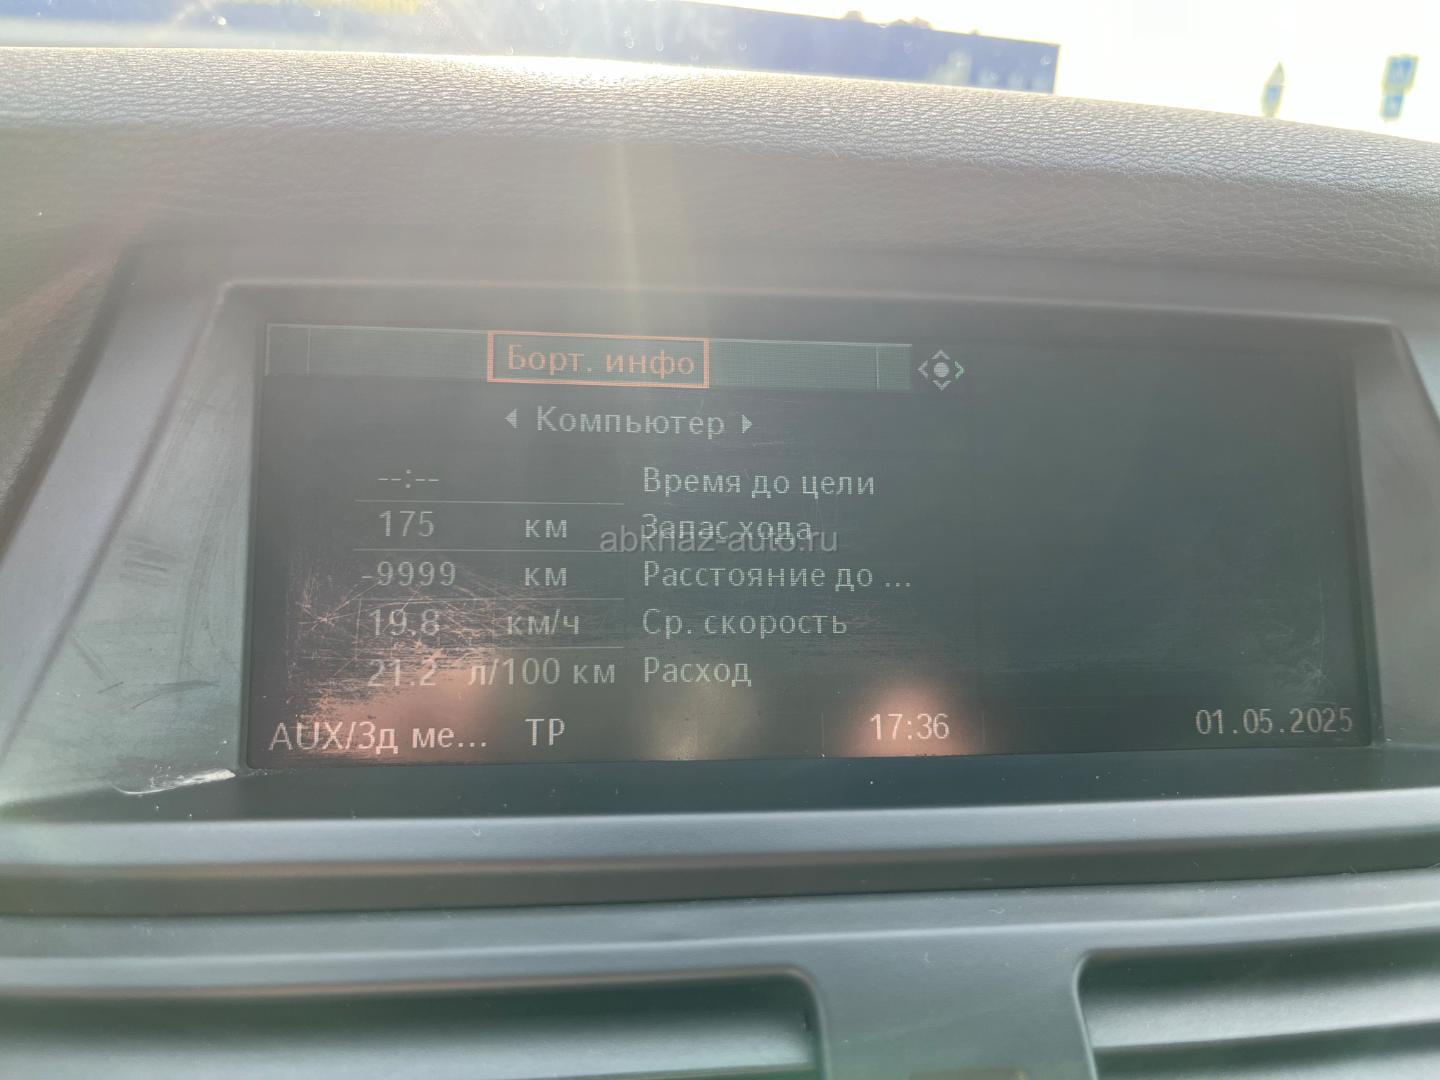 Борт. инфо
Компьютер
--:-- Время до цели
175 км Запас хода
abkhaz-auto.ru
-9999 км Расстояние до ...
19.8 км/ч Ср. скорость
21.2 л/100 км Расход
AUX/Зд ме... TP 17:36 01.05.2025